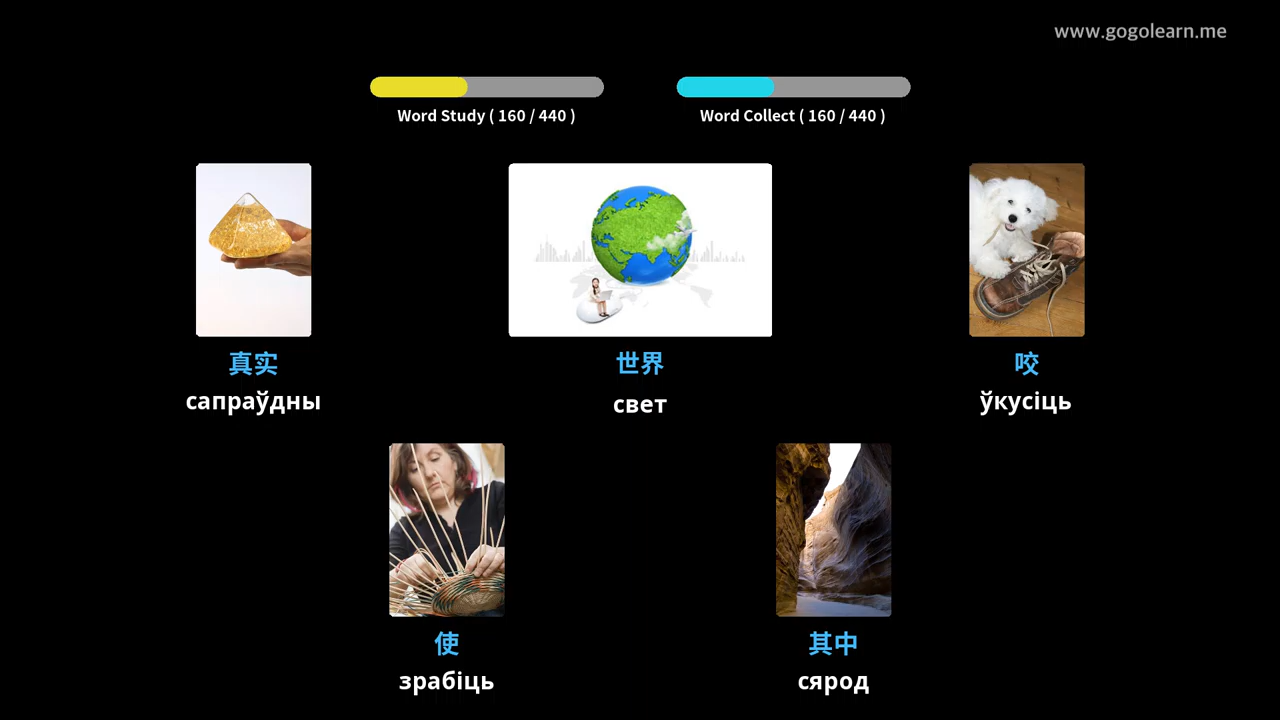 www.gogolearn.me
Word Study ( 160 / 440 )
Word Collect ( 160 / 440 )
真实
сапраўдны
世界
свет
咬
ўкусіць
使
зрабіць
其中
сярод